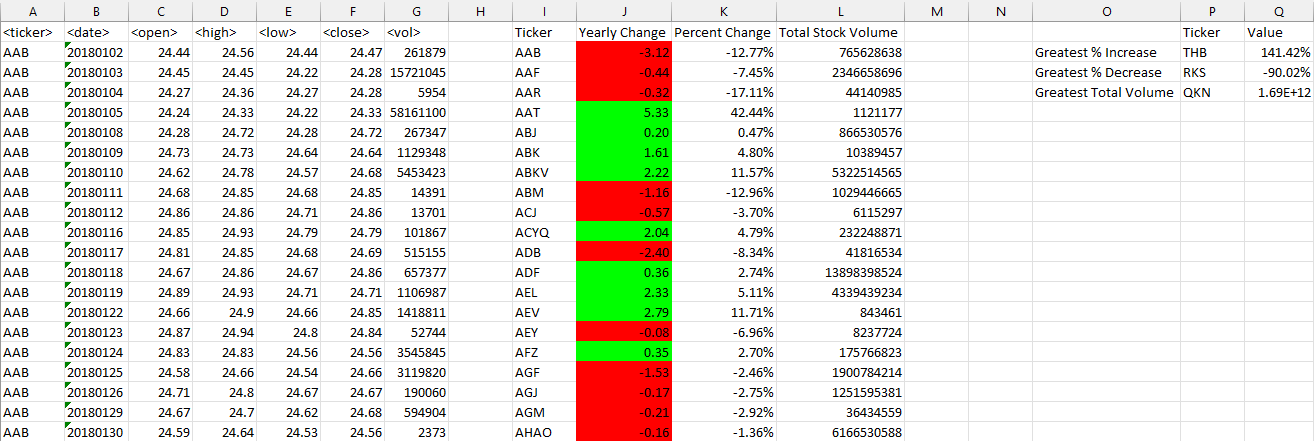 A B C D E F G H I J K L M N O P Q
<ticker> <date> <open> <high> <low> <close> <vol> Ticker Yearly Change Percent Change Total Stock Volume Ticker Value
AAB 20180102 24.44 24.56 24.44 24.47 261879 AAB -3.12 -12.77% 765628638 Greatest % Increase THB 141.42%
AAB 20180103 24.45 24.45 24.22 24.28 15721045 AAF -0.44 -7.45% 2346658696 Greatest % Decrease RKS -90.02%
AAB 20180104 24.27 24.36 24.27 24.28 5954 AAR -0.32 -17.11% 44140985 Greatest Total Volume QKN 1.69E+12
AAB 20180105 24.24 24.33 24.22 24.33 58161100 AAT 5.33 42.44% 1121177
AAB 20180108 24.28 24.72 24.28 24.72 267347 ABJ 0.20 0.47% 866530576
AAB 20180109 24.73 24.73 24.64 24.64 1129348 ABK 1.61 4.80% 10389457
AAB 20180110 24.62 24.78 24.57 24.68 5453423 ABKV 2.22 11.57% 5322514565
AAB 20180111 24.68 24.85 24.68 24.85 14391 ABM -1.16 -12.96% 1029446665
AAB 20180112 24.86 24.86 24.71 24.86 13701 ACJ -0.57 -3.70% 6115297
AAB 20180116 24.85 24.93 24.79 24.79 101867 ACYQ 2.04 4.79% 232248871
AAB 20180117 24.81 24.85 24.68 24.69 515155 ADB -2.40 -8.34% 41816534
AAB 20180118 24.67 24.86 24.67 24.86 657377 ADF 0.36 2.74% 13898398524
AAB 20180119 24.89 24.93 24.71 24.71 1106987 AEL 2.33 5.11% 4339439234
AAB 20180122 24.66 24.9 24.66 24.85 1418811 AEV 2.79 11.71% 843461
AAB 20180123 24.87 24.94 24.8 24.84 52744 AEY -0.08 -6.96% 8237724
AAB 20180124 24.83 24.83 24.56 24.56 3545845 AFZ 0.35 2.70% 175766823
AAB 20180125 24.58 24.66 24.54 24.66 3119820 AGF -1.53 -2.46% 1900784214
AAB 20180126 24.71 24.8 24.67 24.67 190060 AGJ -0.17 -2.75% 1251595381
AAB 20180129 24.67 24.7 24.62 24.68 594904 AGM -0.21 -2.92% 36434559
AAB 20180130 24.59 24.64 24.53 24.56 2373 AHAO -0.16 -1.36% 6166530588